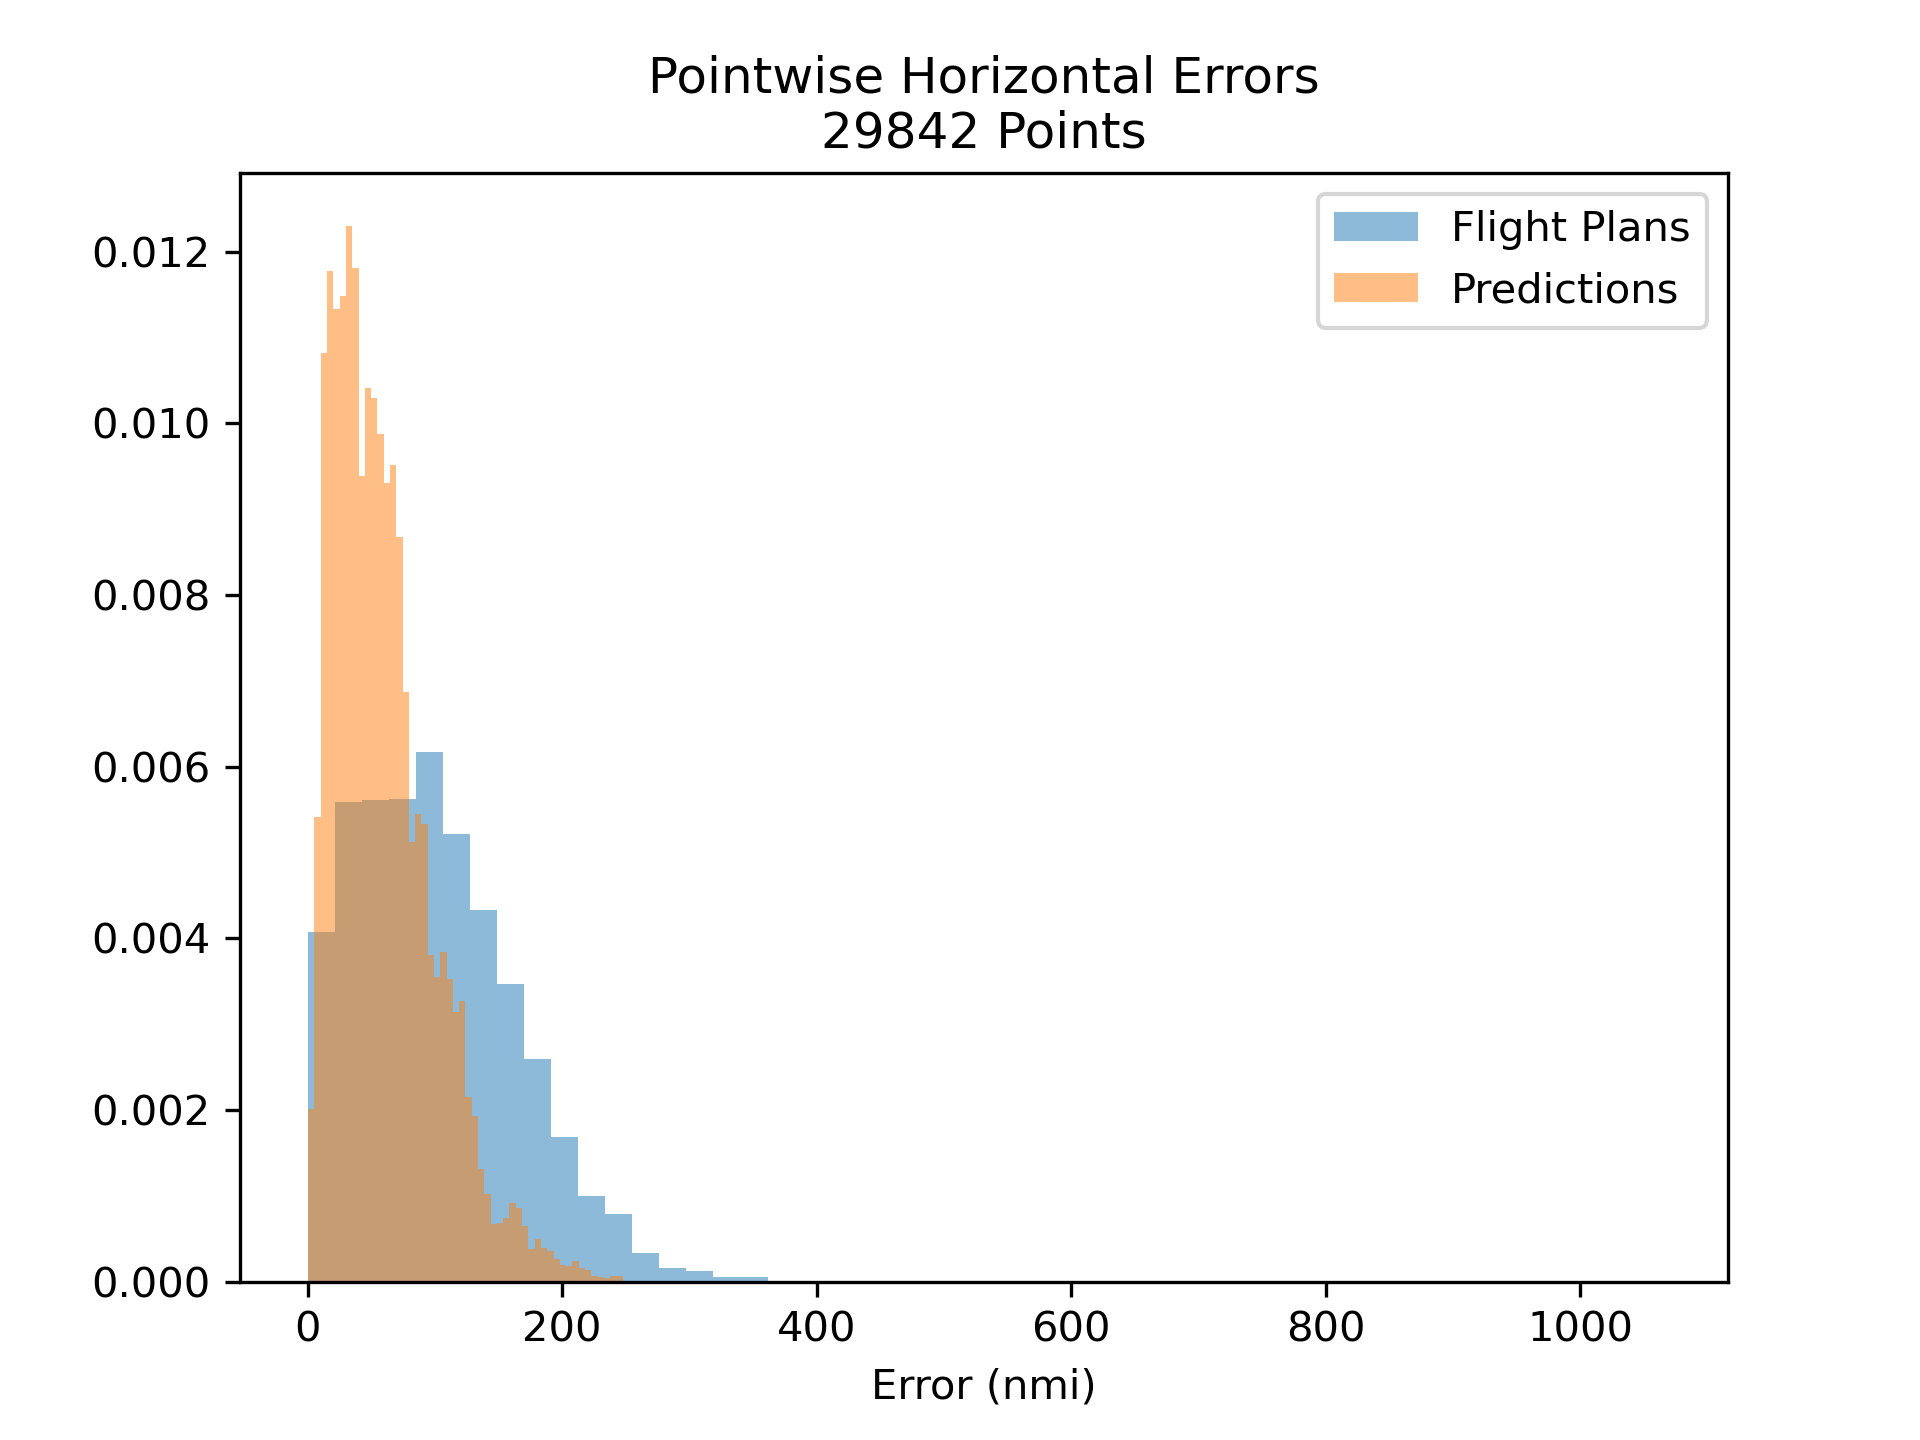 Pointwise Horizontal Errors
29842 Points
Flight Plans
Predictions
0.012
0.010
0.008
0.006
0.004
0.002
0.000
0 200 400 600 800 1000
Error (nmi)